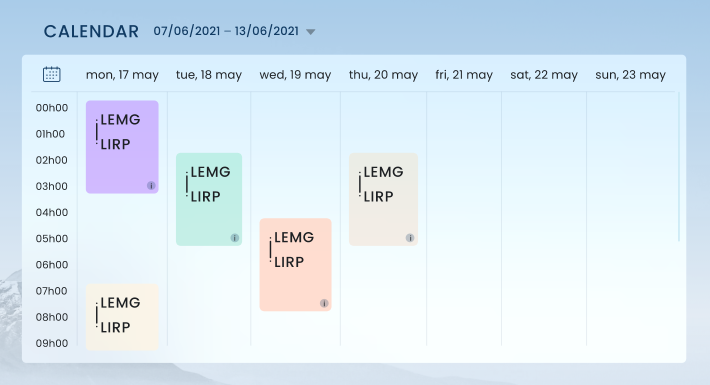 CALENDAR 07/06/2021 – 13/06/2021
mon, 17 may tue, 18 may wed, 19 may thu, 20 may fri, 21 may sat, 22 may sun, 23 may
00h00
01h00
02h00
03h00
04h00
05h00
06h00
07h00
08h00
09h00
LEMG
LIRP
i
LEMG
LIRP
LEMG
LIRP
i
LEMG
LIRP
i
LEMG
LIRP
i